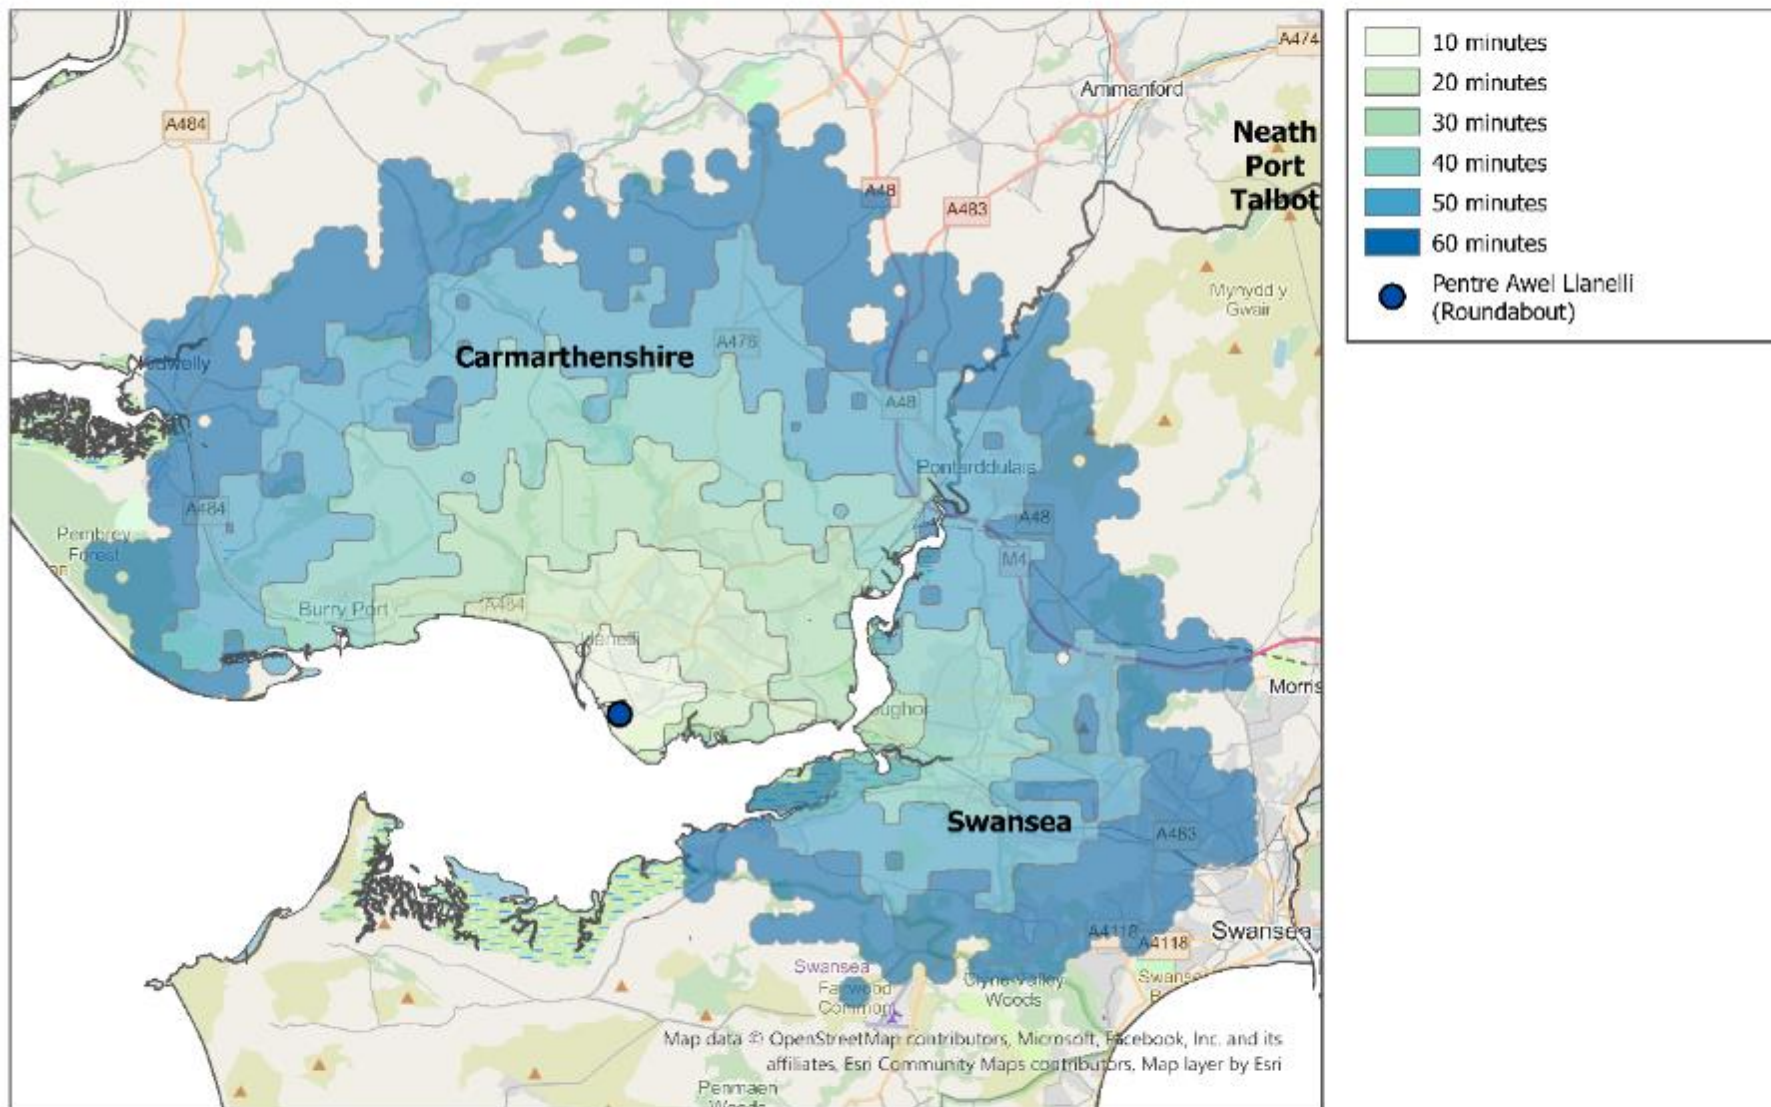 A474
Ammanford
A484
Neath
Port
Talbot
A48
A483
Mynydd y
Gwair
Kidwelly
A476
Carmarthenshire
A48
Pontarddulais
A484
A48
Pembrey
Forest
M4
Burry Port
A484
Llanelli
Morris
oughor
Swansea
A483
A4118
A4118
Swansea
Swansea
Fairwood
Common
Clyne Valley
Woods
Swanse
B
Map data © OpenStreetMap contributors, Microsoft, Facebook, Inc. and its
affiliates, Esri Community Maps contributors, Map layer by Esri
Penmaen
Woods
10 minutes
20 minutes
30 minutes
40 minutes
50 minutes
60 minutes
Pentre Awel Llanelli
(Roundabout)